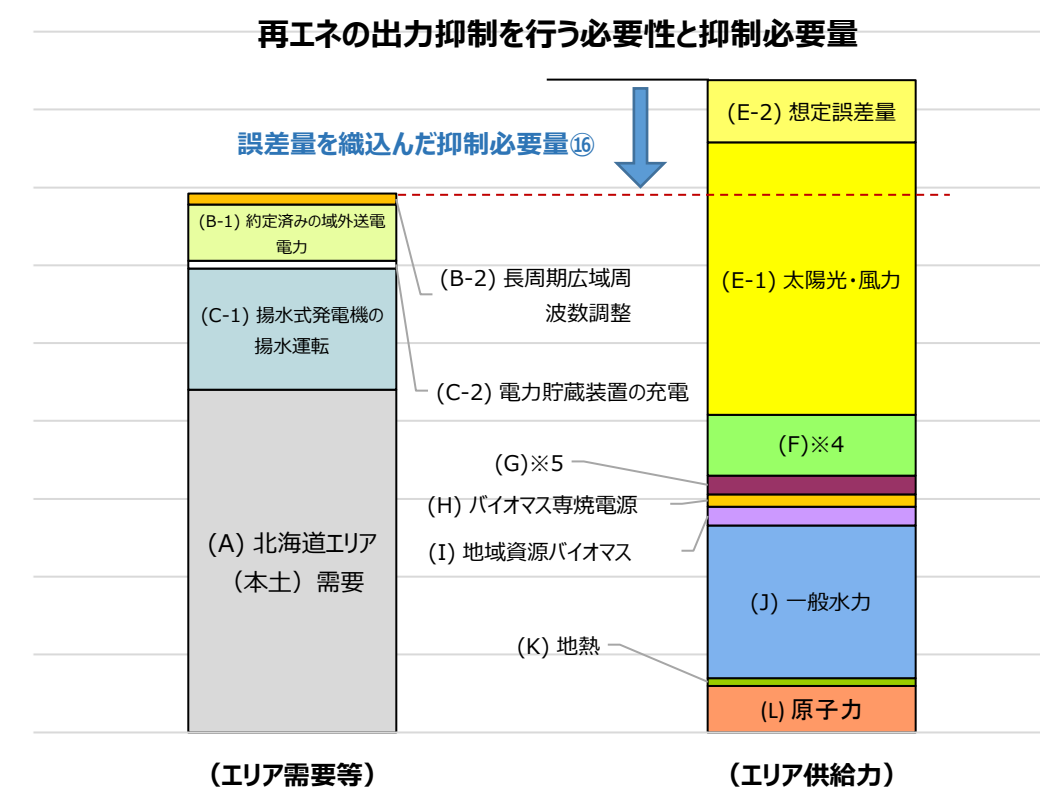 再エネの出力抑制を行う必要性と抑制必要量
(E-2) 想定誤差量
誤差量を織込んだ抑制必要量⑯
(B-1) 約定済みの域外送電
電力
(B-2) 長周期広域周
波数調整
(E-1) 太陽光・風力
(C-1) 揚水式発電機の
揚水運転
(C-2) 電力貯蔵装置の充電
(F)※4
(G)※5
(H) バイオマス専焼電源
(I) 地域資源バイオマス
(A) 北海道エリア
（本土）需要
(J) 一般水力
(K) 地熱
(L) 原子力
（エリア需要等）
（エリア供給力）